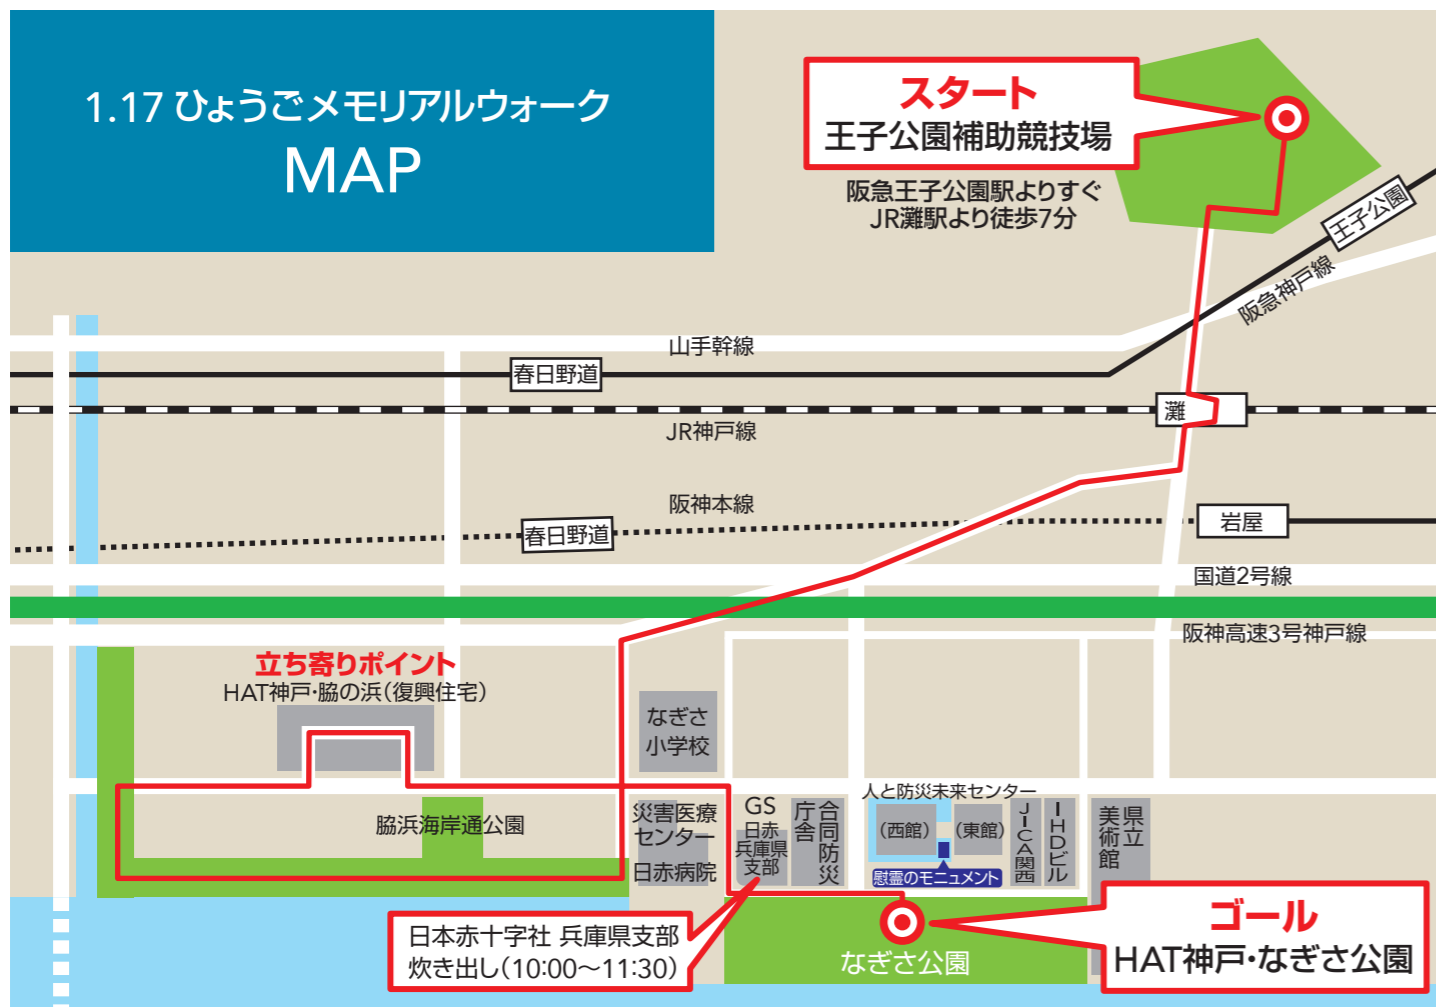 1.17 ひょうごメモリアルウォーク
MAP
スタート
王子公園補助競技場
阪急王子公園駅よりすぐ
JR灘駅より徒歩7分
王子公園
阪急神戸線
山手幹線
春日野道
灘
JR神戸線
阪神本線
春日野道
岩屋
国道2号線
阪神高速3号神戸線
立ち寄りポイント
HAT神戸・脇の浜(復興住宅)
なぎさ
小学校
脇浜海岸通公園
災害医療
センター
日赤病院
GS
日赤
兵庫県
支部
合同防災
庁舎
人と防災未来センター
(西館)
(東館)
慰霊のモニュメント
JICA関西
IHDビル
県立
美術館
日本赤十字社 兵庫県支部
炊き出し(10:00〜11:30)
なぎさ公園
ゴール
HAT神戸・なぎさ公園